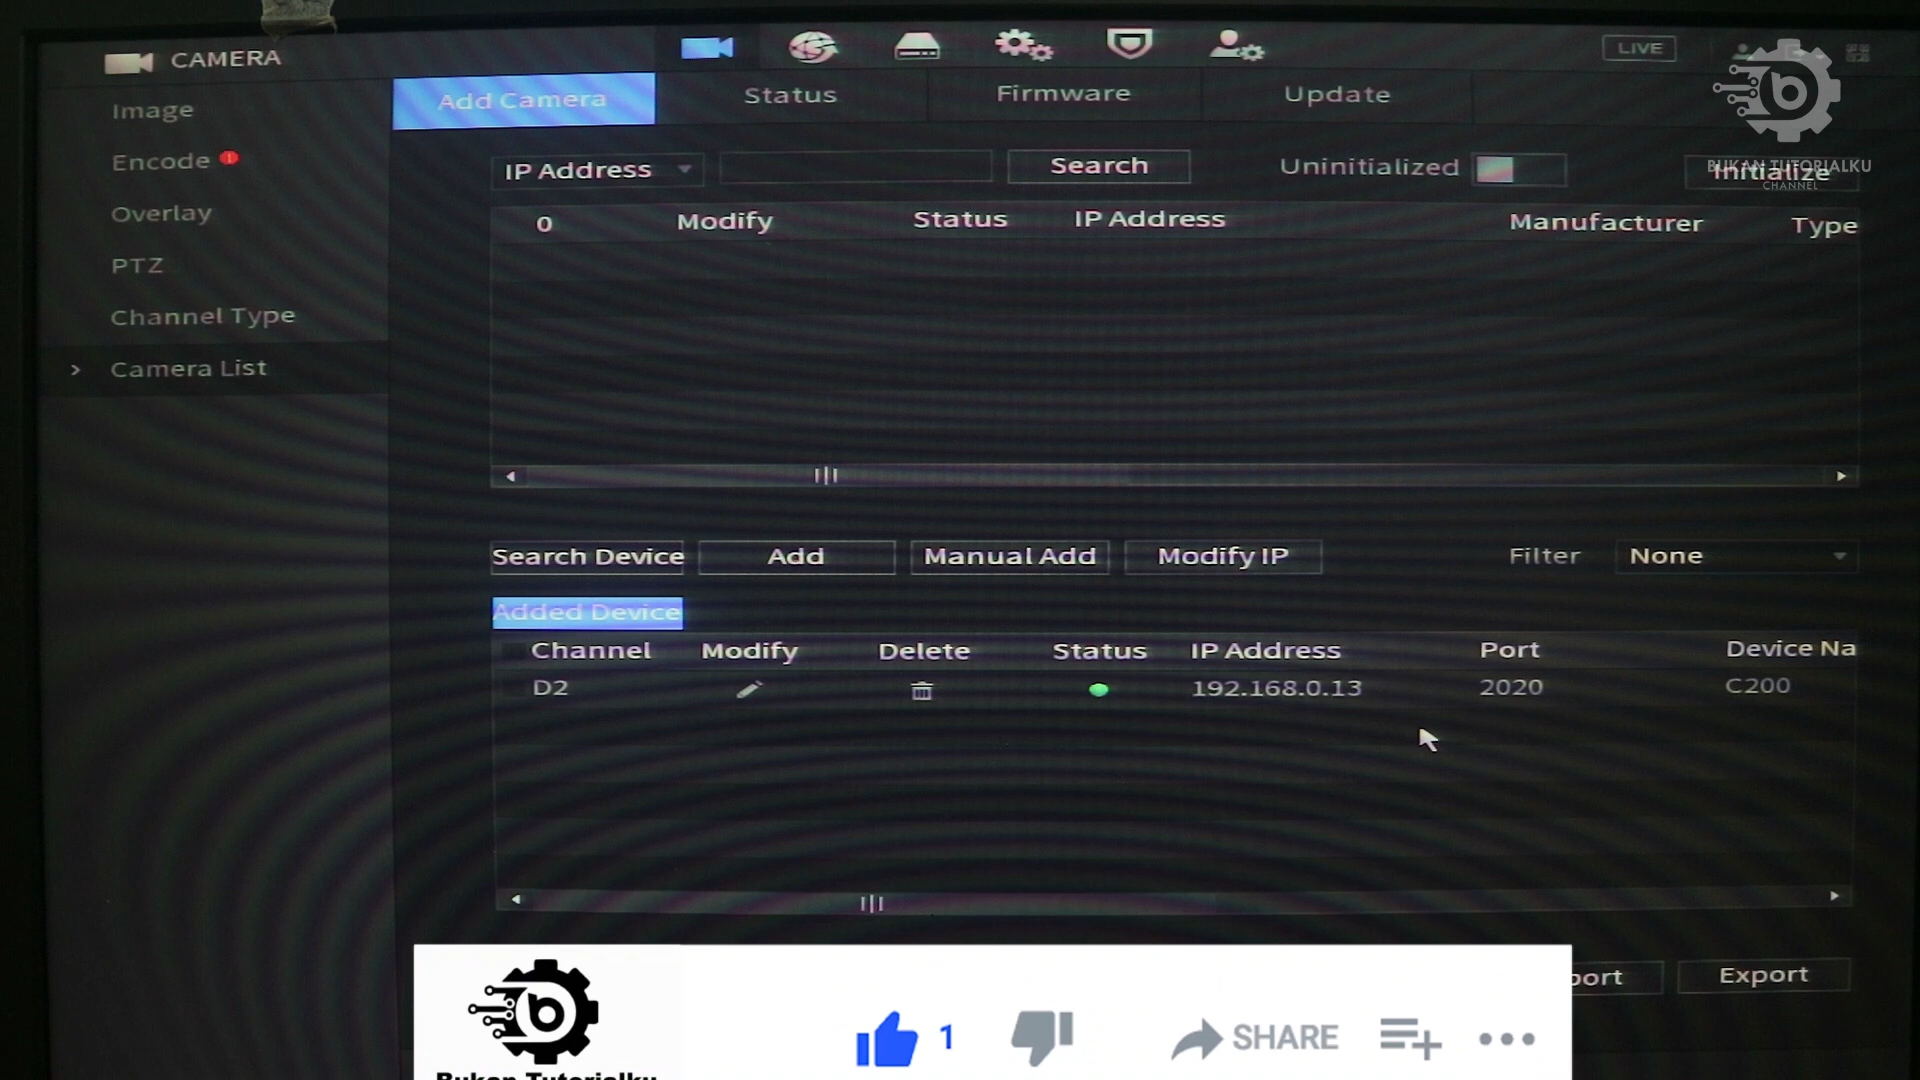 CAMERA
LIVE
Image
Encode
Overlay
PTZ
Channel Type
> Camera List
Add Camera Status Firmware Update
IP Address Search Uninitialized Initialize
BUKAN TUTORIALKU
CHANNEL
0 Modify Status IP Address Manufacturer Type
Search Device Add Manual Add Modify IP Filter None
Added Device
Channel Modify Delete Status IP Address Port Device Na
D2 192.168.0.13 2020 C200
port Export
1 SHARE
Bukan Tutorialku